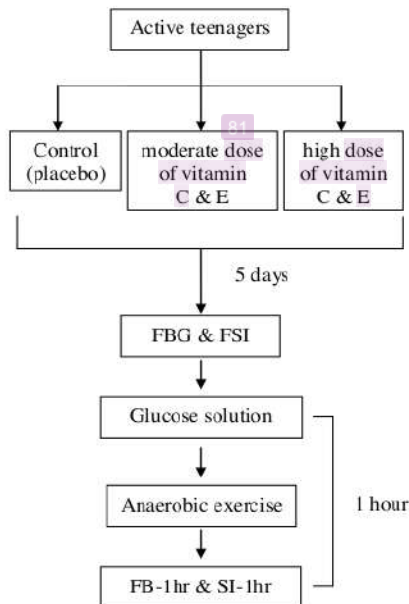 Active teenagers
Control
(placebo)
81
moderate dose
of vitamin
C & E
high dose
of vitamin
C & E
5 days
FBG & FSI
Glucose solution
Anaerobic exercise
1 hour
FB-1hr & SI-1hr